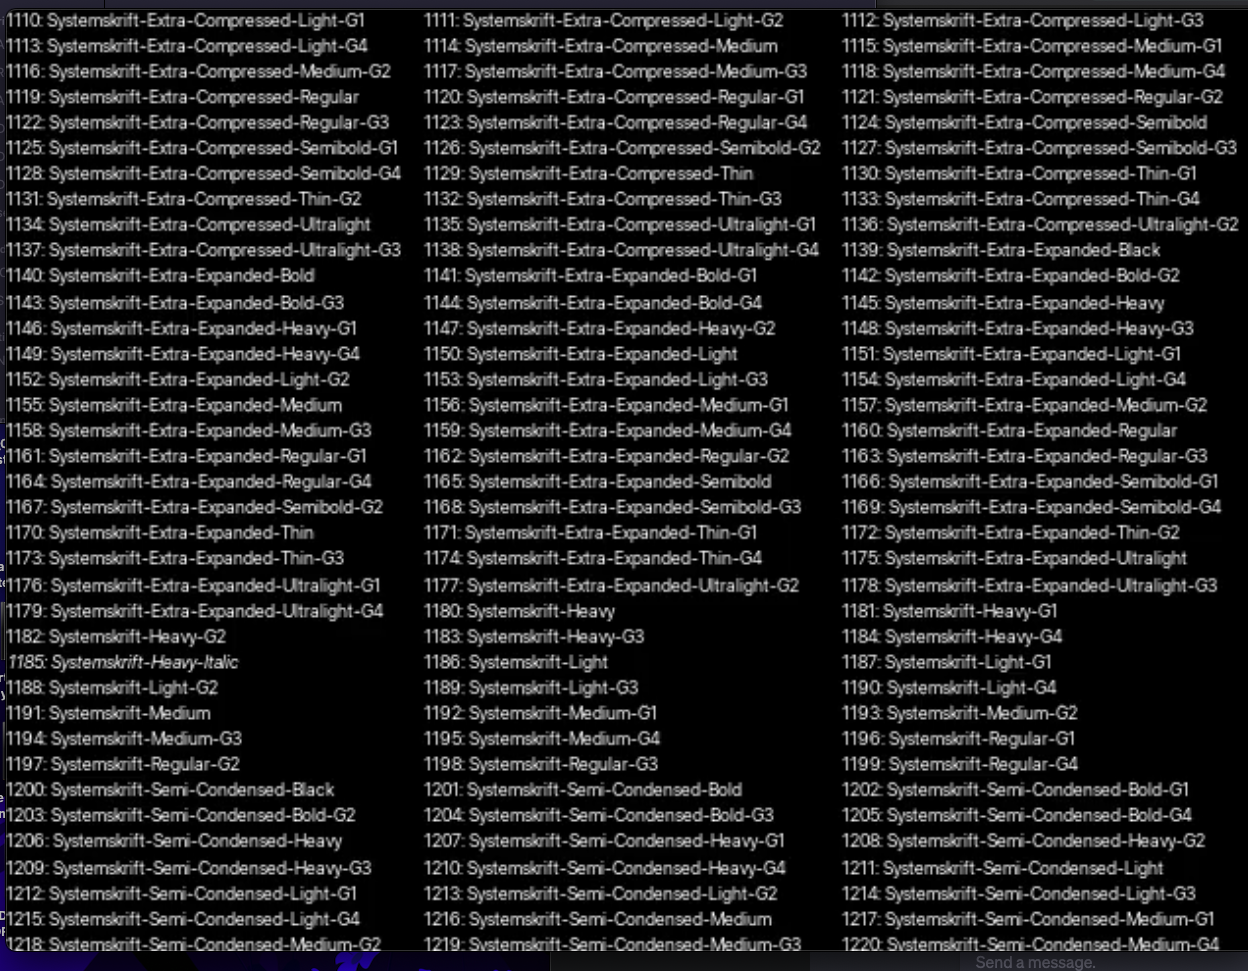 1110: Systemskrift-Extra-Compressed-Light-G1 1111: Systemskrift-Extra-Compressed-Light-G2 1112: Systemskrift-Extra-Compressed-Light-G3
1113: Systemskrift-Extra-Compressed-Light-G4 1114: Systemskrift-Extra-Compressed-Medium 1115: Systemskrift-Extra-Compressed-Medium-G1
1116: Systemskrift-Extra-Compressed-Medium-G2 1117: Systemskrift-Extra-Compressed-Medium-G3 1118: Systemskrift-Extra-Compressed-Medium-G4
1119: Systemskrift-Extra-Compressed-Regular 1120: Systemskrift-Extra-Compressed-Regular-G1 1121: Systemskrift-Extra-Compressed-Regular-G2
1122: Systemskrift-Extra-Compressed-Regular-G3 1123: Systemskrift-Extra-Compressed-Regular-G4 1124: Systemskrift-Extra-Compressed-Semibold
1125: Systemskrift-Extra-Compressed-Semibold-G1 1126: Systemskrift-Extra-Compressed-Semibold-G2 1127: Systemskrift-Extra-Compressed-Semibold-G3
1128: Systemskrift-Extra-Compressed-Semibold-G4 1129: Systemskrift-Extra-Compressed-Thin 1130: Systemskrift-Extra-Compressed-Thin-G1
1131: Systemskrift-Extra-Compressed-Thin-G2 1132: Systemskrift-Extra-Compressed-Thin-G3 1133: Systemskrift-Extra-Compressed-Thin-G4
1134: Systemskrift-Extra-Compressed-Ultralight 1135: Systemskrift-Extra-Compressed-Ultralight-G1 1136: Systemskrift-Extra-Compressed-Ultralight-G2
1137: Systemskrift-Extra-Compressed-Ultralight-G3 1138: Systemskrift-Extra-Compressed-Ultralight-G4 1139: Systemskrift-Extra-Expanded-Black
1140: Systemskrift-Extra-Expanded-Bold 1141: Systemskrift-Extra-Expanded-Bold-G1 1142: Systemskrift-Extra-Expanded-Bold-G2
1143: Systemskrift-Extra-Expanded-Bold-G3 1144: Systemskrift-Extra-Expanded-Bold-G4 1145: Systemskrift-Extra-Expanded-Heavy
1146: Systemskrift-Extra-Expanded-Heavy-G1 1147: Systemskrift-Extra-Expanded-Heavy-G2 1148: Systemskrift-Extra-Expanded-Heavy-G3
1149: Systemskrift-Extra-Expanded-Heavy-G4 1150: Systemskrift-Extra-Expanded-Light 1151: Systemskrift-Extra-Expanded-Light-G1
1152: Systemskrift-Extra-Expanded-Light-G2 1153: Systemskrift-Extra-Expanded-Light-G3 1154: Systemskrift-Extra-Expanded-Light-G4
1155: Systemskrift-Extra-Expanded-Medium 1156: Systemskrift-Extra-Expanded-Medium-G1 1157: Systemskrift-Extra-Expanded-Medium-G2
1158: Systemskrift-Extra-Expanded-Medium-G3 1159: Systemskrift-Extra-Expanded-Medium-G4 1160: Systemskrift-Extra-Expanded-Regular
1161: Systemskrift-Extra-Expanded-Regular-G1 1162: Systemskrift-Extra-Expanded-Regular-G2 1163: Systemskrift-Extra-Expanded-Regular-G3
1164: Systemskrift-Extra-Expanded-Regular-G4 1165: Systemskrift-Extra-Expanded-Semibold 1166: Systemskrift-Extra-Expanded-Semibold-G1
1167: Systemskrift-Extra-Expanded-Semibold-G2 1168: Systemskrift-Extra-Expanded-Semibold-G3 1169: Systemskrift-Extra-Expanded-Semibold-G4
1170: Systemskrift-Extra-Expanded-Thin 1171: Systemskrift-Extra-Expanded-Thin-G1 1172: Systemskrift-Extra-Expanded-Thin-G2
1173: Systemskrift-Extra-Expanded-Thin-G3 1174: Systemskrift-Extra-Expanded-Thin-G4 1175: Systemskrift-Extra-Expanded-Ultralight
1176: Systemskrift-Extra-Expanded-Ultralight-G1 1177: Systemskrift-Extra-Expanded-Ultralight-G2 1178: Systemskrift-Extra-Expanded-Ultralight-G3
1179: Systemskrift-Extra-Expanded-Ultralight-G4 1180: Systemskrift-Heavy 1181: Systemskrift-Heavy-G1
1182: Systemskrift-Heavy-G2 1183: Systemskrift-Heavy-G3 1184: Systemskrift-Heavy-G4
1185: Systemskrift-Heavy-Italic 1186: Systemskrift-Light 1187: Systemskrift-Light-G1
1188: Systemskrift-Light-G2 1189: Systemskrift-Light-G3 1190: Systemskrift-Light-G4
1191: Systemskrift-Medium 1192: Systemskrift-Medium-G1 1193: Systemskrift-Medium-G2
1194: Systemskrift-Medium-G3 1195: Systemskrift-Medium-G4 1196: Systemskrift-Regular-G1
1197: Systemskrift-Regular-G2 1198: Systemskrift-Regular-G3 1199: Systemskrift-Regular-G4
1200: Systemskrift-Semi-Condensed-Black 1201: Systemskrift-Semi-Condensed-Bold 1202: Systemskrift-Semi-Condensed-Bold-G1
1203: Systemskrift-Semi-Condensed-Bold-G2 1204: Systemskrift-Semi-Condensed-Bold-G3 1205: Systemskrift-Semi-Condensed-Bold-G4
1206: Systemskrift-Semi-Condensed-Heavy 1207: Systemskrift-Semi-Condensed-Heavy-G1 1208: Systemskrift-Semi-Condensed-Heavy-G2
1209: Systemskrift-Semi-Condensed-Heavy-G3 1210: Systemskrift-Semi-Condensed-Heavy-G4 1211: Systemskrift-Semi-Condensed-Light
1212: Systemskrift-Semi-Condensed-Light-G1 1213: Systemskrift-Semi-Condensed-Light-G2 1214: Systemskrift-Semi-Condensed-Light-G3
1215: Systemskrift-Semi-Condensed-Light-G4 1216: Systemskrift-Semi-Condensed-Medium 1217: Systemskrift-Semi-Condensed-Medium-G1
1218: Systemskrift-Semi-Condensed-Medium-G2 1219: Systemskrift-Semi-Condensed-Medium-G3 1220: Systemskrift-Semi-Condensed-Medium-G4
Send a message.